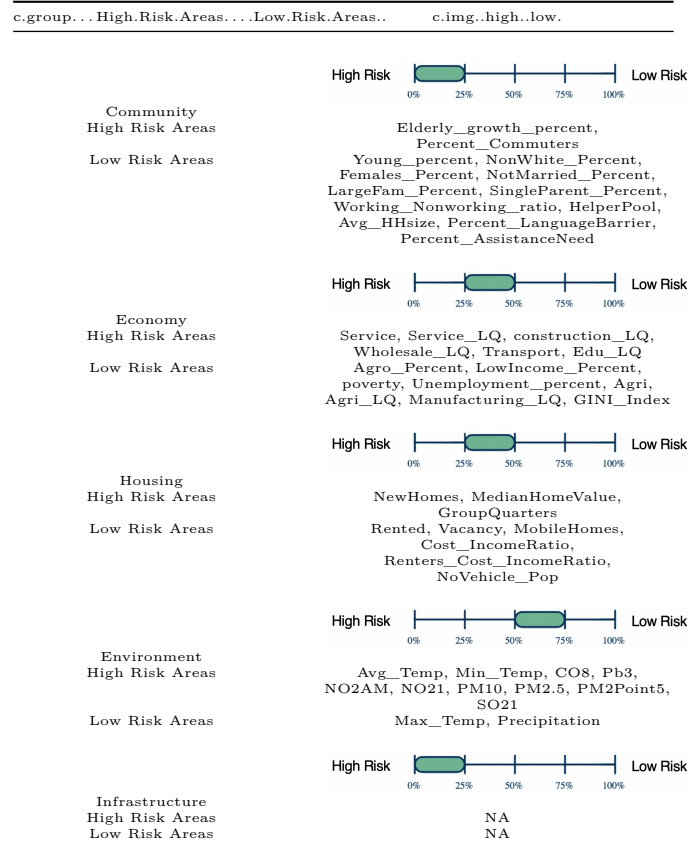 c.group...High.Risk.Areas....Low.Risk.Areas.. c.img..high..low.
High Risk Low Risk
0% 25% 50% 75% 100%
Community
High Risk Areas Elderly_growth_percent,
Percent_Commuters
Low Risk Areas Young_percent, NonWhite_Percent,
Females_Percent, NotMarried_Percent,
LargeFam_Percent, SingleParent_Percent,
Working_Nonworking_ratio, HelperPool,
Avg_HHsize, Percent_LanguageBarrier,
Percent_AssistanceNeed
High Risk Low Risk
0% 25% 50% 75% 100%
Economy
High Risk Areas Service, Service_LQ, construction_LQ,
Wholesale_LQ, Transport, Edu_LQ
Low Risk Areas Agro_Percent, LowIncome_Percent,
poverty, Unemployment_percent, Agri,
Agri_LQ, Manufacturing_LQ, GINI_Index
High Risk Low Risk
0% 25% 50% 75% 100%
Housing
High Risk Areas NewHomes, MedianHomeValue,
GroupQuarters
Low Risk Areas Rented, Vacancy, MobileHomes,
Cost_IncomeRatio,
Renters_Cost_IncomeRatio,
NoVehicle_Pop
High Risk Low Risk
0% 25% 50% 75% 100%
Environment
High Risk Areas Avg_Temp, Min_Temp, CO8, Pb3,
NO2AM, NO21, PM10, PM2.5, PM2Point5,
SO21
Low Risk Areas Max_Temp, Precipitation
High Risk Low Risk
0% 25% 50% 75% 100%
Infrastructure
High Risk Areas NA
Low Risk Areas NA